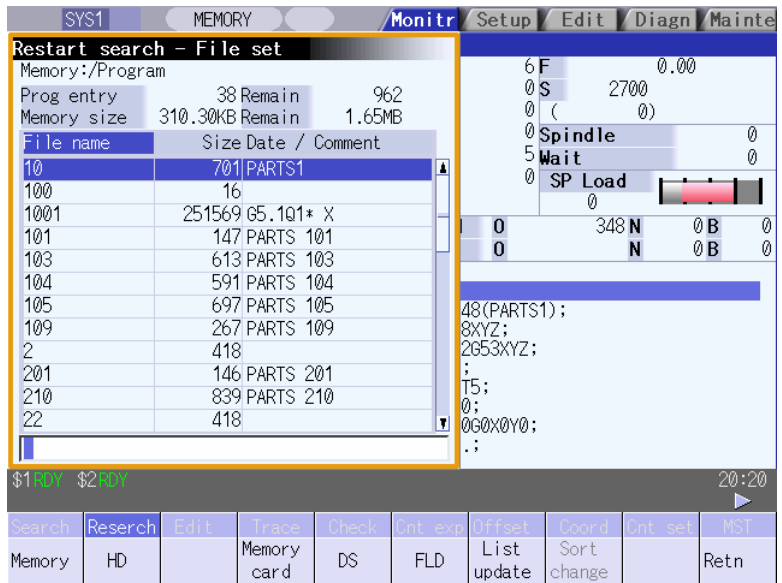 SYS1 MEMORY Monitr Setup Edit Diagn Mainte
Restart search - File set
Memory:/Program
Prog entry 38 Remain 962
Memory size 310.30KB Remain 1.65MB
File name Size Date / Comment
10 701 PARTS1
100 16
1001 251569 G5.1Q1* X
101 147 PARTS 101
103 613 PARTS 103
104 591 PARTS 104
105 697 PARTS 105
109 267 PARTS 109
2 418
201 146 PARTS 201
210 839 PARTS 210
22 418
6 F 0.00
0 S 2700
0 ( 0)
0 Spindle 0
5 Wait 0
0 SP Load
0
O 348 N 0 B 0
O N 0 B 0
48(PARTS1);
8XYZ;
2G53XYZ;
;
T5;
0;
0G0X0Y0;
.;
$1 RDY $2 RDY 20:20
Search Reserch Edit Trace Check Cnt exp Offset Coord Cnt set MST
Memory HD Memory card DS FLD List update Sort change Retn